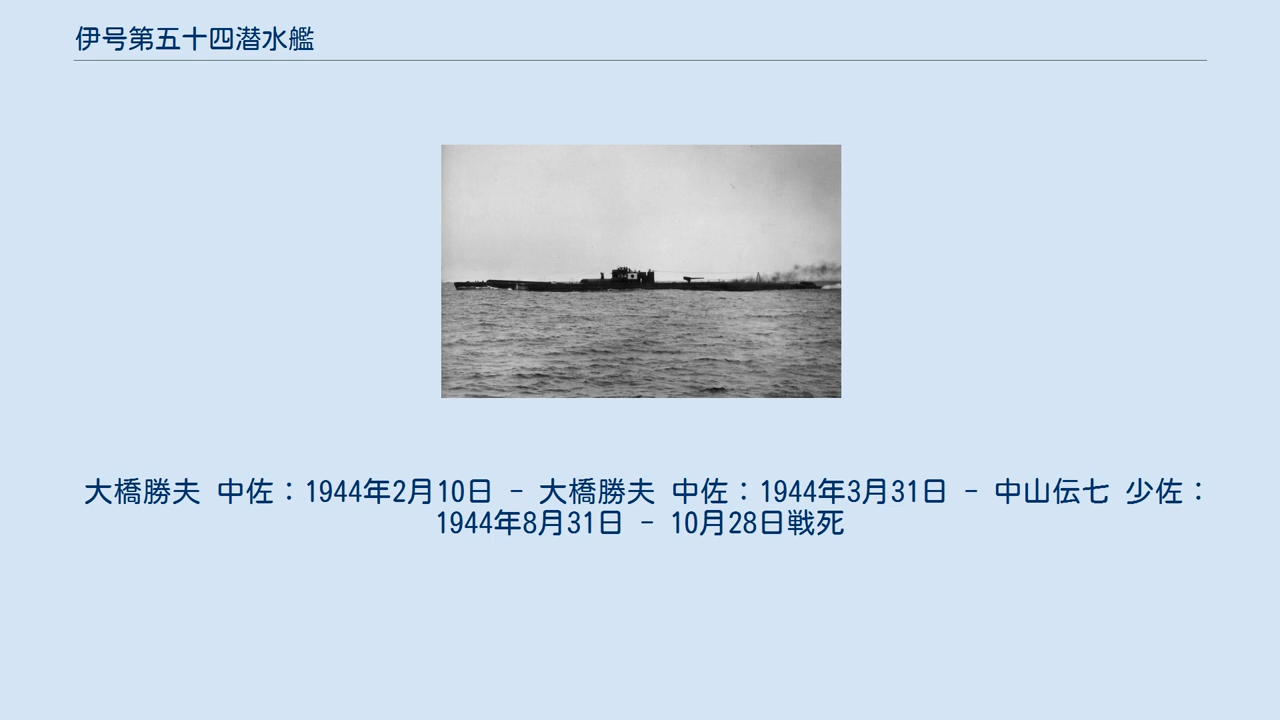 伊号第五十四潜水艦
大橋勝夫 中佐：1944年2月10日 - 大橋勝夫 中佐：1944年3月31日 - 中山伝七 少佐：
1944年8月31日 - 10月28日戦死